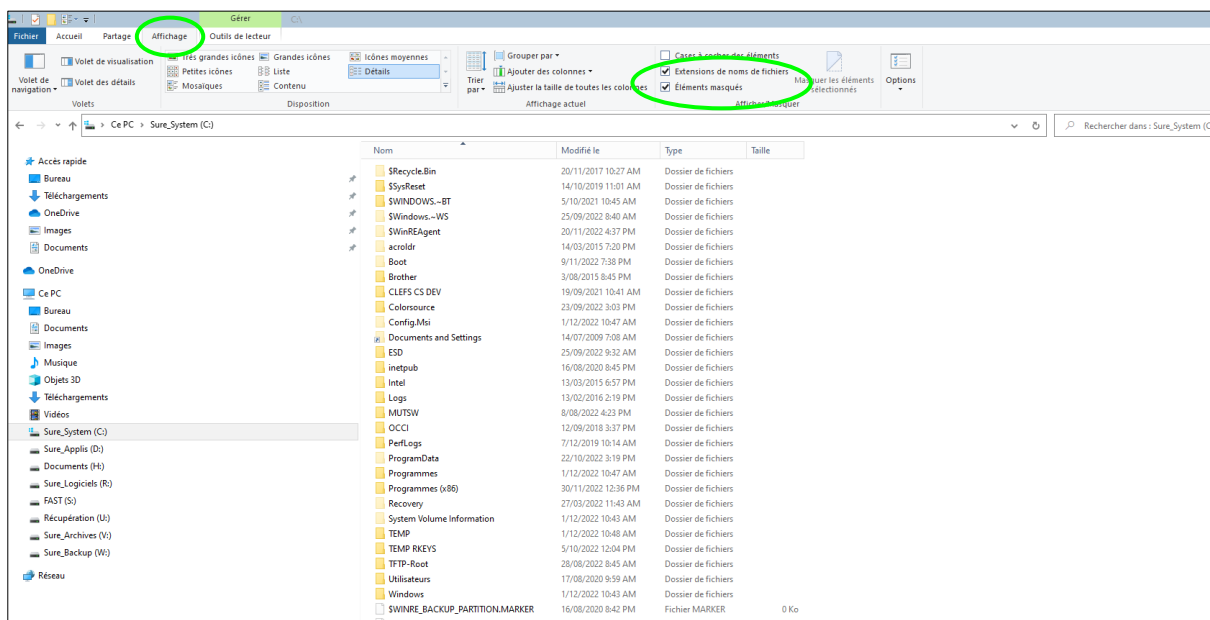 Gérer
C:\
Fichier Accueil Partage Affichage Outils de lecteur
Volet de navigation
Volet de visualisation
Volet des détails
Volets
Très grandes icônes Grandes icônes Icônes moyennes
Petites icônes Liste Détails
Mosaïques Contenu
Disposition
Trier par
Grouper par
Ajouter des colonnes
Ajuster la taille de toutes les colonnes
Affichage actuel
Cases à cocher des éléments
Extensions de noms de fichiers
Éléments masqués
Masquer les éléments sélectionnés
Afficher/Masquer
Options
Ce PC > Sure_System (C:)
Rechercher dans : Sure_System (C
Accès rapide
Bureau
Téléchargements
OneDrive
Images
Documents
OneDrive
Ce PC
Bureau
Documents
Images
Musique
Objets 3D
Téléchargements
Vidéos
Sure_System (C:)
Sure_Applis (D:)
Documents (H:)
Sure_Logiciels (R:)
FAST (S:)
Récupération (U:)
Sure_Archives (V:)
Sure_Backup (W:)
Réseau
Nom Modifié le Type Taille
$Recycle.Bin 20/11/2017 10:27 AM Dossier de fichiers
$SysReset 14/10/2019 11:01 AM Dossier de fichiers
$WINDOWS.~BT 5/10/2021 10:45 AM Dossier de fichiers
$Windows.~WS 25/09/2022 8:40 AM Dossier de fichiers
$WinREAgent 20/11/2022 4:37 PM Dossier de fichiers
acroldr 14/03/2015 7:20 PM Dossier de fichiers
Boot 9/11/2022 7:38 PM Dossier de fichiers
Brother 3/08/2015 8:45 PM Dossier de fichiers
CLEFS CS DEV 19/09/2021 10:41 AM Dossier de fichiers
Colorsource 23/09/2022 3:03 PM Dossier de fichiers
Config.Msi 1/12/2022 10:47 AM Dossier de fichiers
Documents and Settings 14/07/2009 7:08 AM Dossier de fichiers
ESD 25/09/2022 9:32 AM Dossier de fichiers
inetpub 16/08/2020 8:45 PM Dossier de fichiers
Intel 13/03/2015 6:57 PM Dossier de fichiers
Logs 13/02/2016 2:19 PM Dossier de fichiers
MUTSW 8/08/2022 4:23 PM Dossier de fichiers
OCCI 12/09/2018 3:37 PM Dossier de fichiers
PerfLogs 7/12/2019 10:14 AM Dossier de fichiers
ProgramData 22/10/2022 3:19 PM Dossier de fichiers
Programmes 1/12/2022 10:47 AM Dossier de fichiers
Programmes (x86) 30/11/2022 12:36 PM Dossier de fichiers
Recovery 27/03/2022 11:43 AM Dossier de fichiers
System Volume Information 1/12/2022 10:43 AM Dossier de fichiers
TEMP 1/12/2022 10:48 AM Dossier de fichiers
TEMP RKEYS 5/10/2022 12:04 PM Dossier de fichiers
TFTP-Root 28/08/2022 8:45 AM Dossier de fichiers
Utilisateurs 17/08/2020 9:59 AM Dossier de fichiers
Windows 1/12/2022 10:43 AM Dossier de fichiers
$WINRE_BACKUP_PARTITION.MARKER 16/08/2020 8:42 PM Fichier MARKER 0 Ko